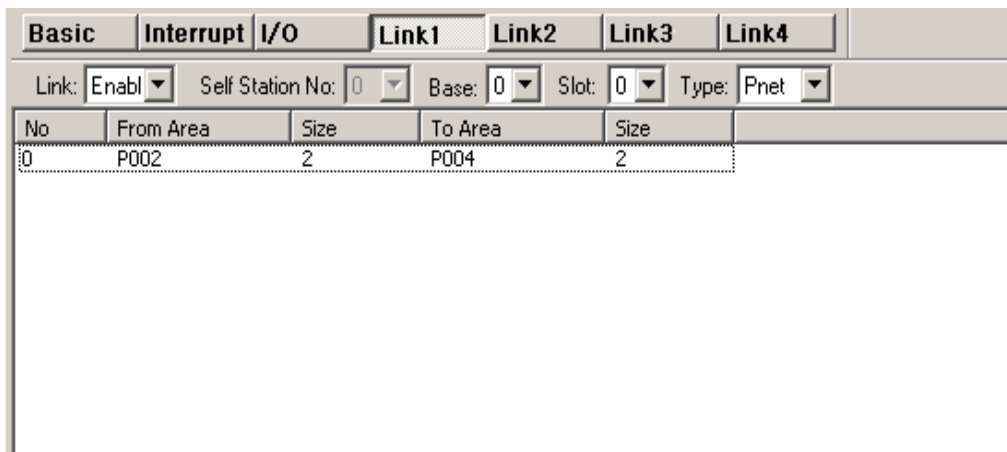 Basic Interrupt I/O Link1 Link2 Link3 Link4
Link: Enabl Self Station No: 0 Base: 0 Slot: 0 Type: Pnet
No From Area Size To Area Size
0 P002 2 P004 2